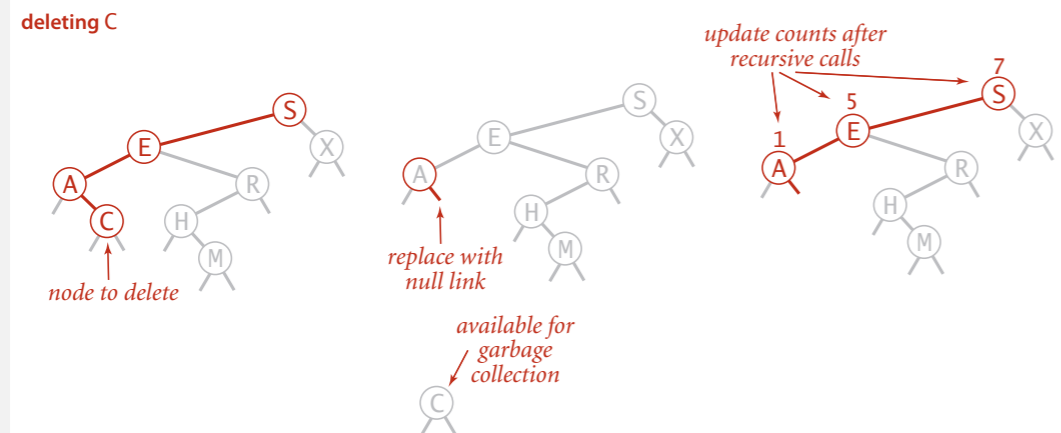 deleting C
S
E
X
A
R
C
H
M
node to delete
S
E
X
A
R
H
M
replace with
null link
available for
garbage
collection
C
update counts after
recursive calls
7
S
5
E
X
1
A
R
H
M